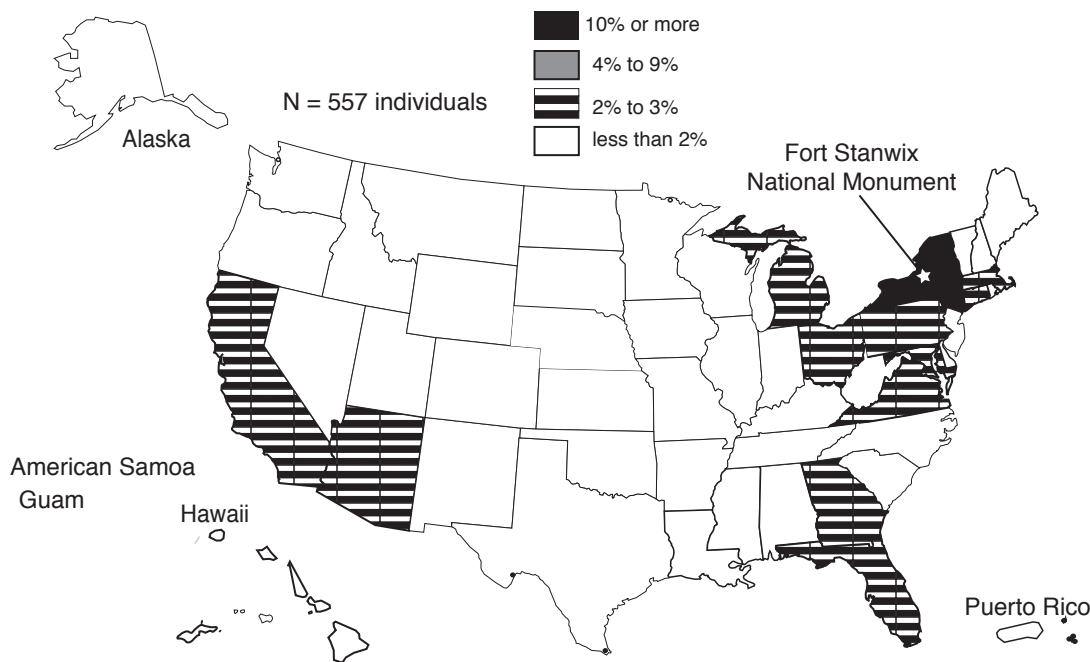 10% or more
4% to 9%
2% to 3%
less than 2%
N = 557 individuals
Alaska
Fort Stanwix
National Monument
American Samoa
Guam
Hawaii
Puerto Rico